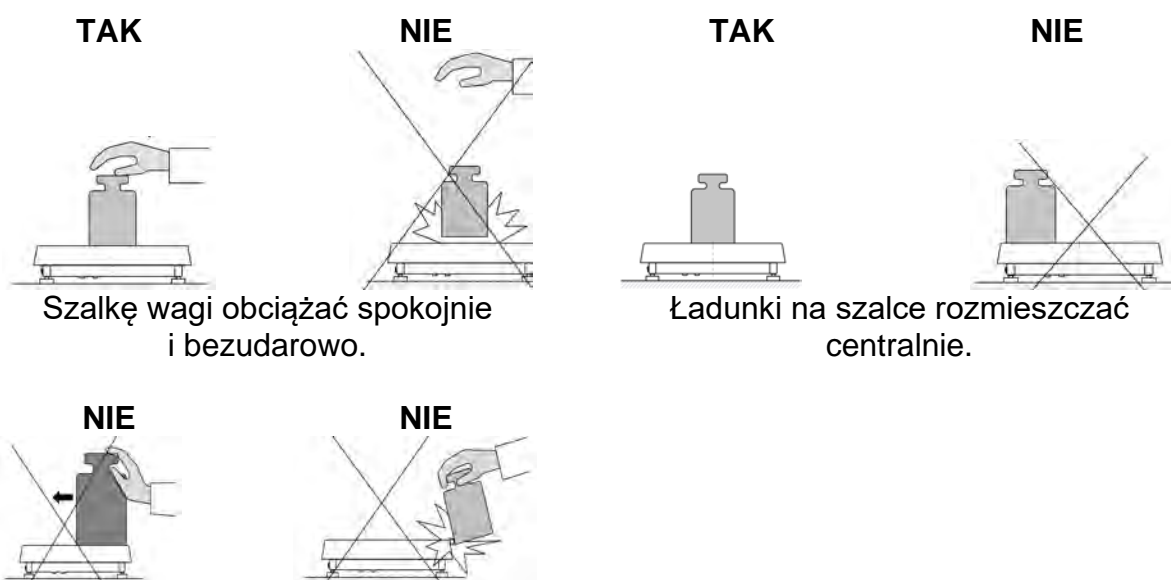 TAK NIE TAK NIE
Szalkę wagi obciążać spokojnie
i bezudarowo.
Ładunki na szalce rozmieszczać
centralnie.
NIE NIE